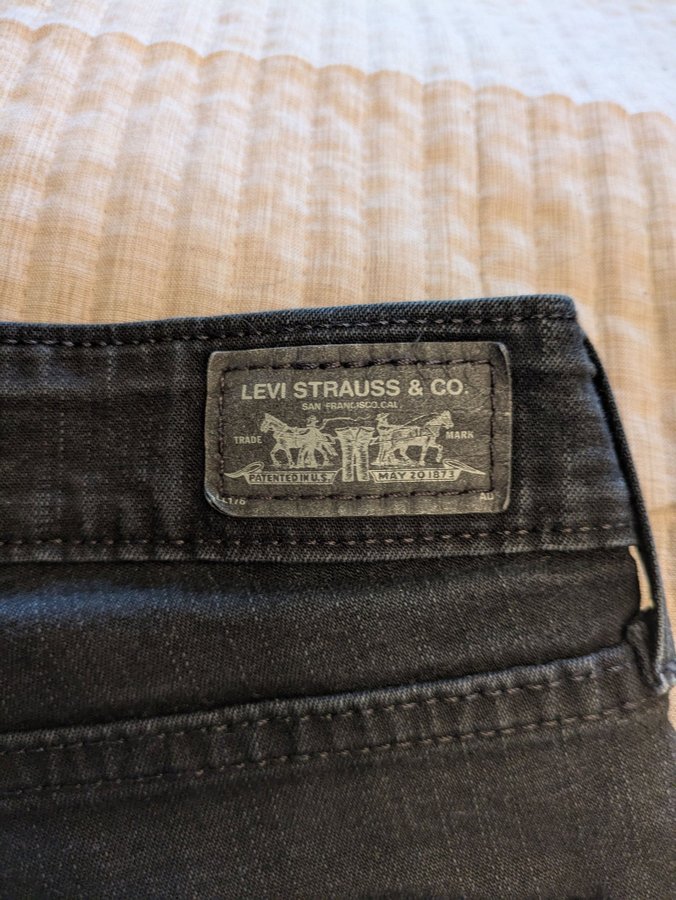 LEVI STRAUSS & CO.
SAN FRANCISCO,CAL.
TRADE MARK
PATENTED IN U.S. MAY 20 1873